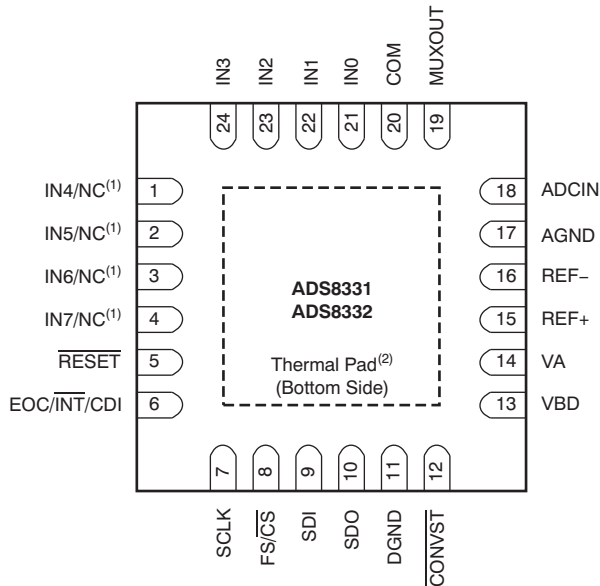 IN3
IN2
IN1
IN0
COM
MUXOUT
24
23
22
21
20
19
IN4/NC(1) 1
IN5/NC(1) 2
IN6/NC(1) 3
IN7/NC(1) 4
RESET 5
EOC/INT/CDI 6
18 ADCIN
17 AGND
16 REF−
15 REF+
14 VA
13 VBD
ADS8331
ADS8332
Thermal Pad(2)
(Bottom Side)
7
8
9
10
11
12
SCLK
FS/CS
SDI
SDO
DGND
CONVST